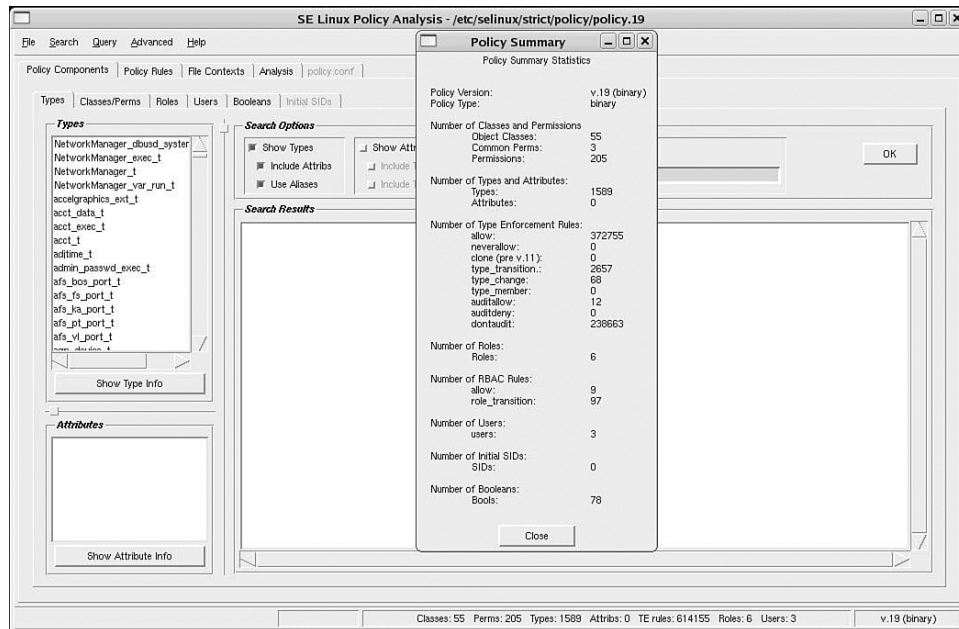 SE Linux Policy Analysis - /etc/selinux/strict/policy/policy.19
File Search Query Advanced Help
Policy Components Policy Rules File Contexts Analysis policy.conf
Types Classes/Perms Roles Users Booleans Initial SIDs
Types
NetworkManager_dbusd_syster
NetworkManager_exec_t
NetworkManager_t
NetworkManager_var_run_t
accelgraphics_ext_t
acct_data_t
acct_exec_t
acct_t
adjtime_t
admin_passwd_exec_t
afs_bos_port_t
afs_fs_port_t
afs_ka_port_t
afs_pt_port_t
afs_vl_port_t
Show Type Info
Attributes
Show Attribute Info
Search Options
Show Types
Include Attribs
Use Aliases
Show Attr
Include T
Include T
OK
Search Results
Policy Summary
Policy Summary Statistics
Policy Version: v.19 (binary)
Policy Type: binary
Number of Classes and Permissions
Object Classes: 55
Common Perms: 3
Permissions: 205
Number of Types and Attributes:
Types: 1589
Attributes: 0
Number of Type Enforcement Rules:
allow: 372755
neverallow: 0
clone (pre v.11): 0
type_transition.: 2657
type_change: 68
type_member: 0
auditallow: 12
auditdeny: 0
dontaudit: 238663
Number of Roles:
Roles: 6
Number of RBAC Rules:
allow: 9
role_transition: 97
Number of Users:
users: 3
Number of Initial SIDs:
SIDs: 0
Number of Booleans:
Bools: 78
Close
Classes: 55 Perms: 205 Types: 1589 Attribs: 0 TE rules: 614155 Roles: 6 Users: 3
v.19 (binary)